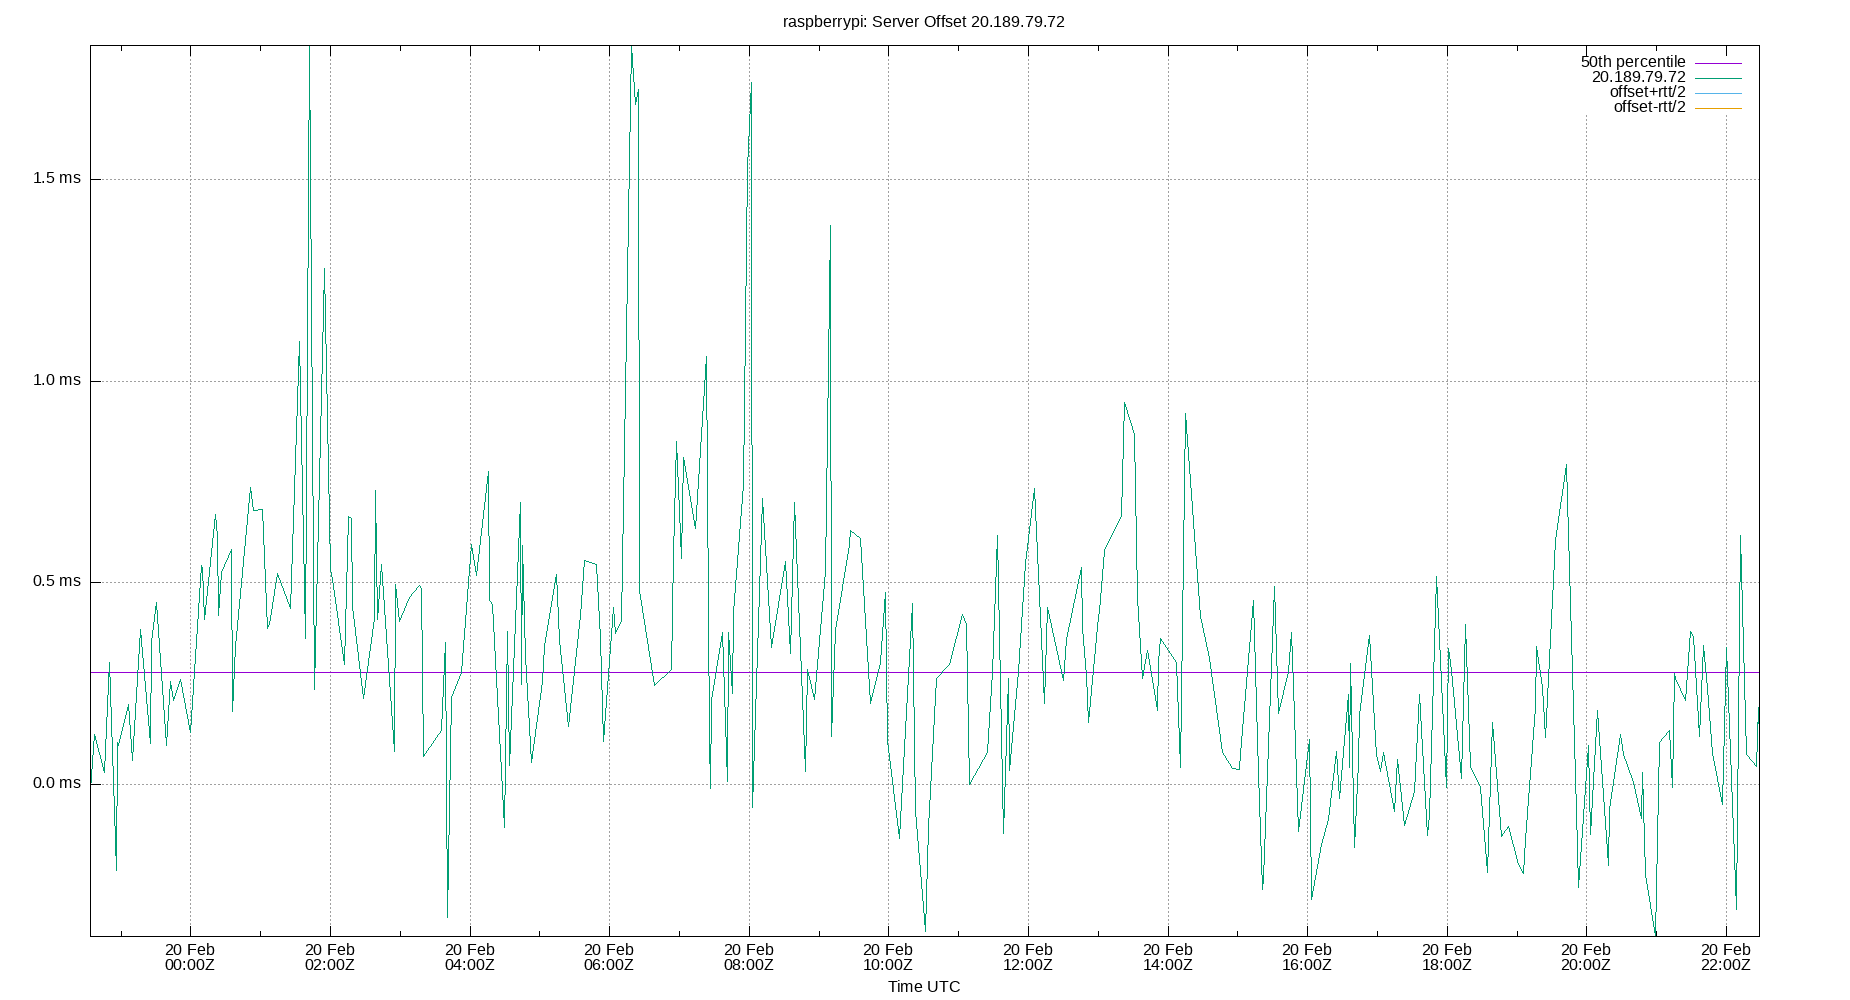 raspberrypi: Server Offset 20.189.79.72
50th percentile
20.189.79.72
offset+rtt/2
offset-rtt/2
1.5 ms
1.0 ms
0.5 ms
0.0 ms
20 Feb 20 Feb 20 Feb 20 Feb 20 Feb 20 Feb 20 Feb 20 Feb 20 Feb 20 Feb 20 Feb 20 Feb
00:00Z 02:00Z 04:00Z 06:00Z 08:00Z 10:00Z 12:00Z 14:00Z 16:00Z 18:00Z 20:00Z 22:00Z
Time UTC